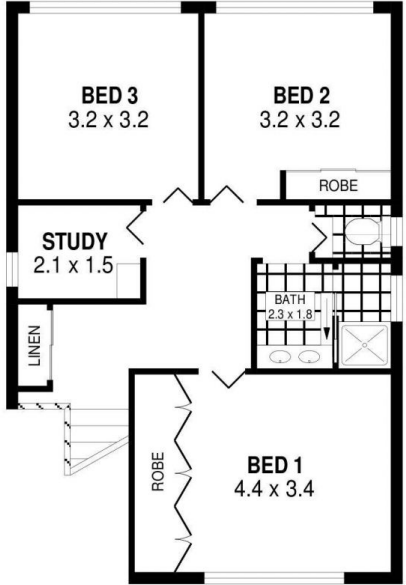 BED 3
3.2 x 3.2
BED 2
3.2 x 3.2
ROBE
STUDY
2.1 x 1.5
BATH
2.3 x 1.8
LINEN
ROBE
BED 1
4.4 x 3.4